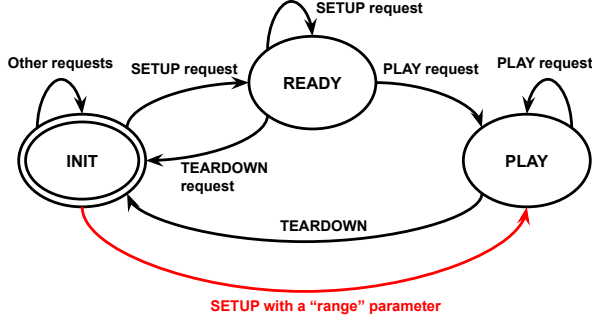 SETUP request
Other requests
SETUP request
READY
PLAY request
PLAY request
INIT
PLAY
TEARDOWN
request
TEARDOWN
SETUP with a “range” parameter